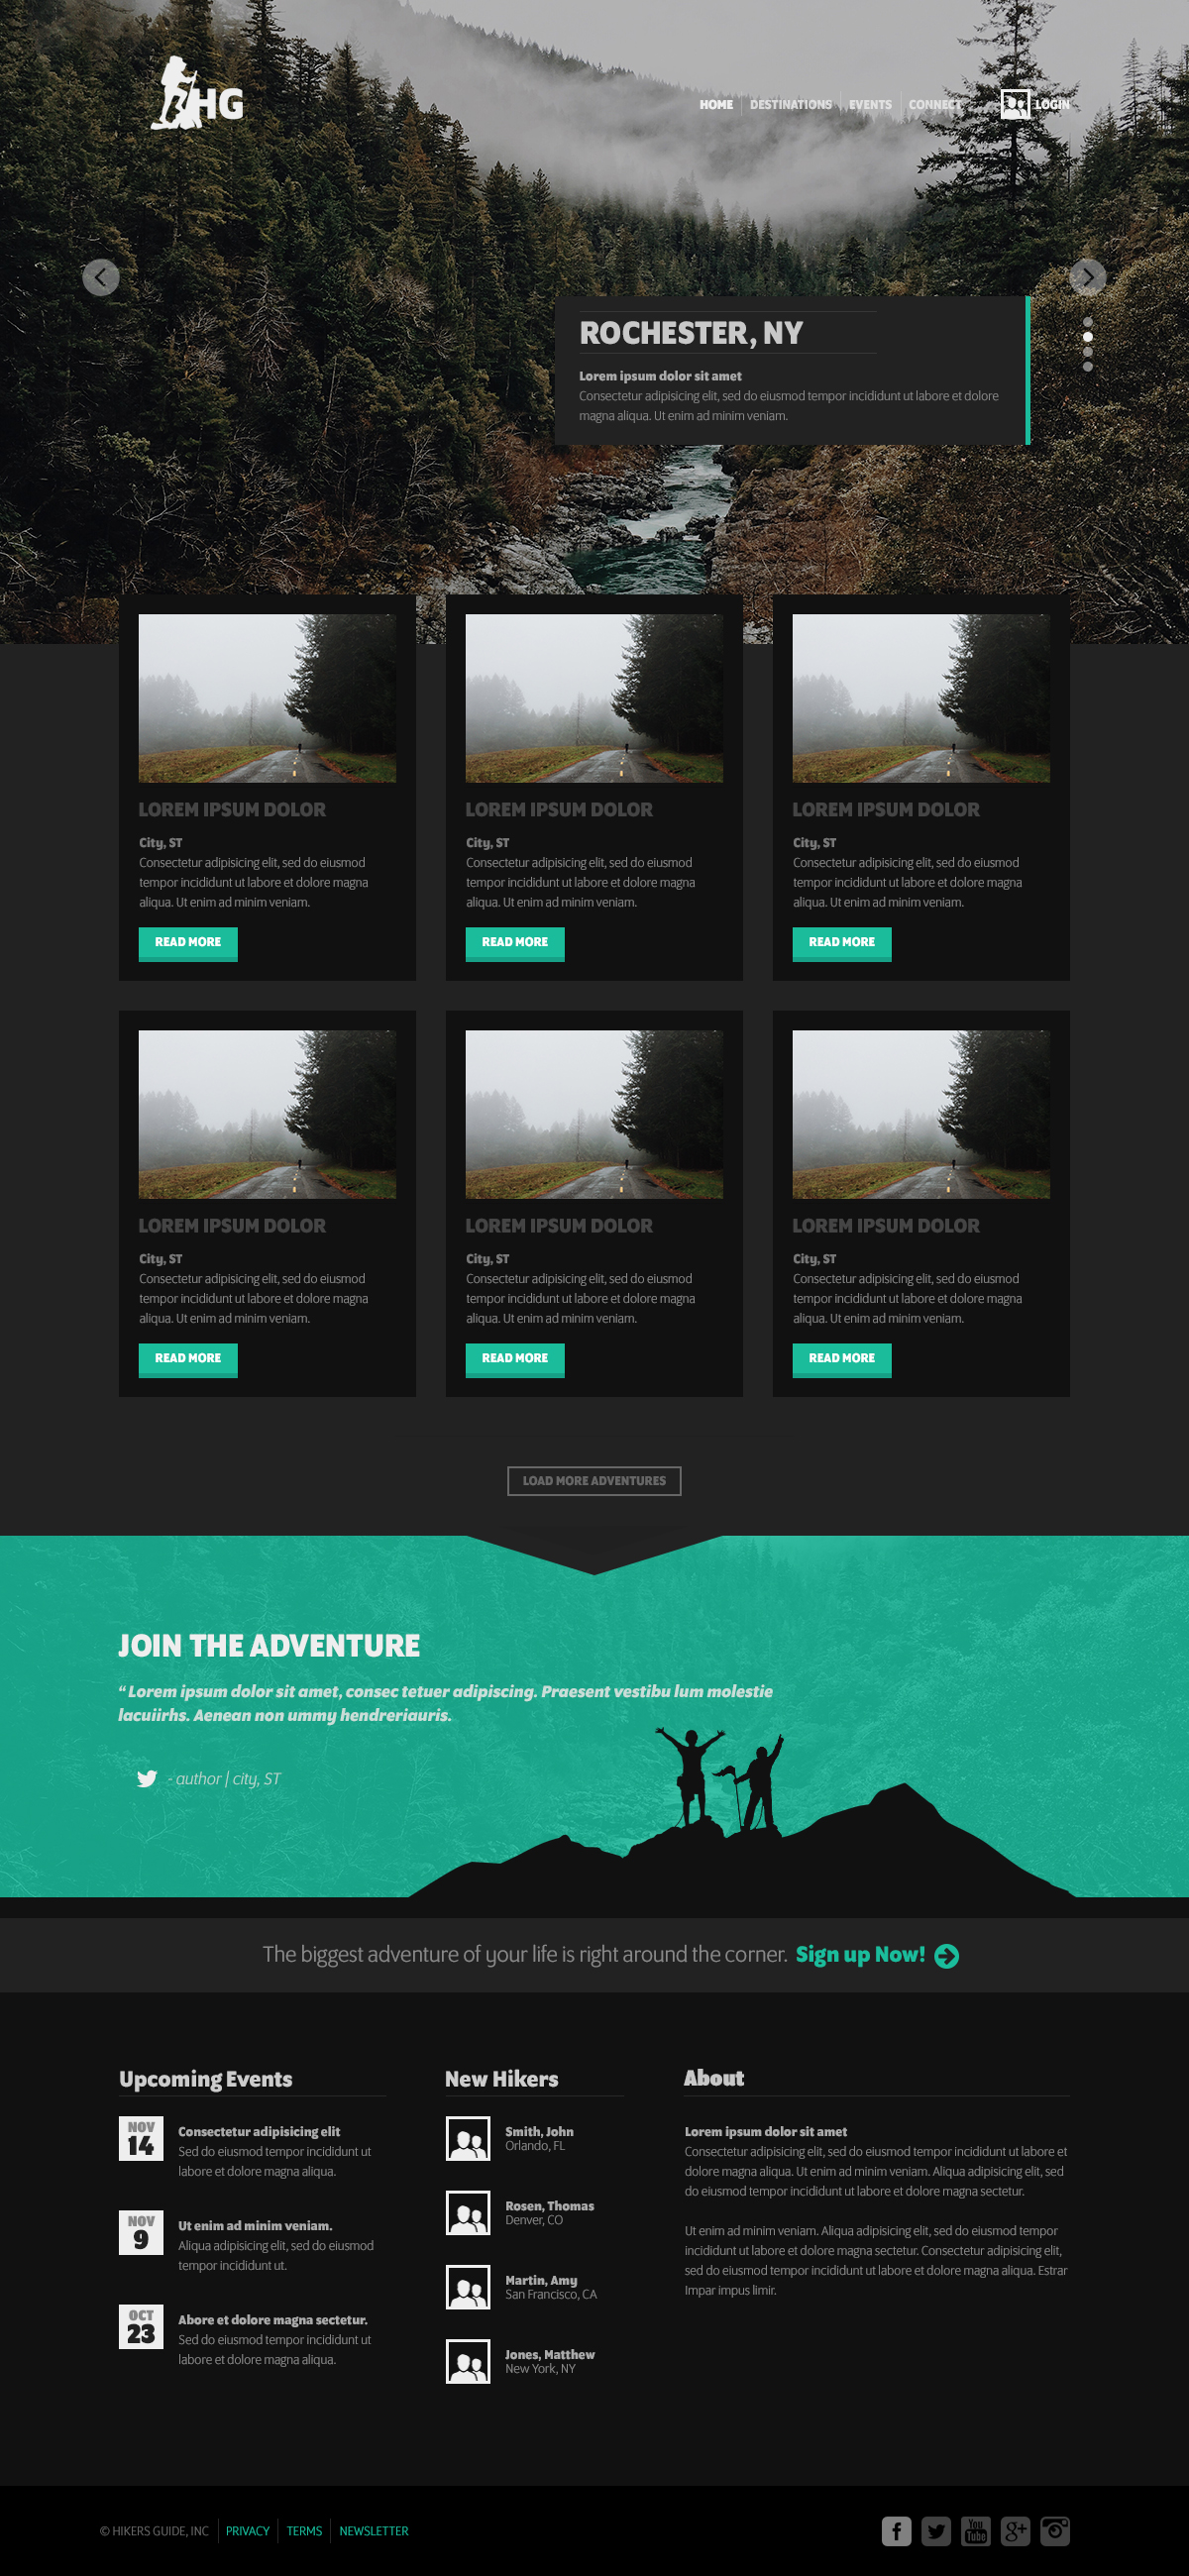 HG
HOME DESTINATIONS EVENTS CONNECT LOGIN
ROCHESTER, NY
Lorem ipsum dolor sit amet
Consectetur adipisicing elit, sed do eiusmod tempor incididunt ut labore et dolore
magna aliqua. Ut enim ad minim veniam.
LOREM IPSUM DOLOR
City, ST
Consectetur adipisicing elit, sed do eiusmod
tempor incididunt ut labore et dolore magna
aliqua. Ut enim ad minim veniam.
READ MORE
LOREM IPSUM DOLOR
City, ST
Consectetur adipisicing elit, sed do eiusmod
tempor incididunt ut labore et dolore magna
aliqua. Ut enim ad minim veniam.
READ MORE
LOREM IPSUM DOLOR
City, ST
Consectetur adipisicing elit, sed do eiusmod
tempor incididunt ut labore et dolore magna
aliqua. Ut enim ad minim veniam.
READ MORE
LOREM IPSUM DOLOR
City, ST
Consectetur adipisicing elit, sed do eiusmod
tempor incididunt ut labore et dolore magna
aliqua. Ut enim ad minim veniam.
READ MORE
LOREM IPSUM DOLOR
City, ST
Consectetur adipisicing elit, sed do eiusmod
tempor incididunt ut labore et dolore magna
aliqua. Ut enim ad minim veniam.
READ MORE
LOREM IPSUM DOLOR
City, ST
Consectetur adipisicing elit, sed do eiusmod
tempor incididunt ut labore et dolore magna
aliqua. Ut enim ad minim veniam.
READ MORE
LOAD MORE ADVENTURES
JOIN THE ADVENTURE
“ Lorem ipsum dolor sit amet, consec tetuer adipiscing. Praesent vestibu lum molestie
lacuiirhs. Aenean non ummy hendreriauris.
- author | city, ST
The biggest adventure of your life is right around the corner. Sign up Now!
Upcoming Events
NOV
14
Consectetur adipisicing elit
Sed do eiusmod tempor incididunt ut
labore et dolore magna aliqua.
NOV
9
Ut enim ad minim veniam.
Aliqua adipisicing elit, sed do eiusmod
tempor incididunt ut.
OCT
23
Abore et dolore magna sectetur.
Sed do eiusmod tempor incididunt ut
labore et dolore magna aliqua.
New Hikers
Smith, John
Orlando, FL
Rosen, Thomas
Denver, CO
Martin, Amy
San Francisco, CA
Jones, Matthew
New York, NY
About
Lorem ipsum dolor sit amet
Consectetur adipisicing elit, sed do eiusmod tempor incididunt ut labore et
dolore magna aliqua. Ut enim ad minim veniam. Aliqua adipisicing elit, sed
do eiusmod tempor incididunt ut labore et dolore magna sectetur.
Ut enim ad minim veniam. Aliqua adipisicing elit, sed do eiusmod tempor
incididunt ut labore et dolore magna sectetur. Consectetur adipisicing elit,
sed do eiusmod tempor incididunt ut labore et dolore magna aliqua. Estrar
Impar impus limir.
© HIKERS GUIDE, INC PRIVACY TERMS NEWSLETTER
f You Tube g+